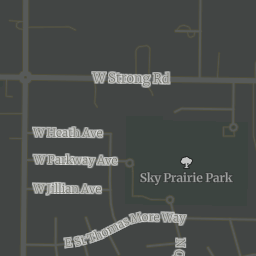 W Strong Rd
W Heath Ave
W Parkway Ave
Sky Prairie Park
W Jillian Ave
E St Thomas More Way
N Q